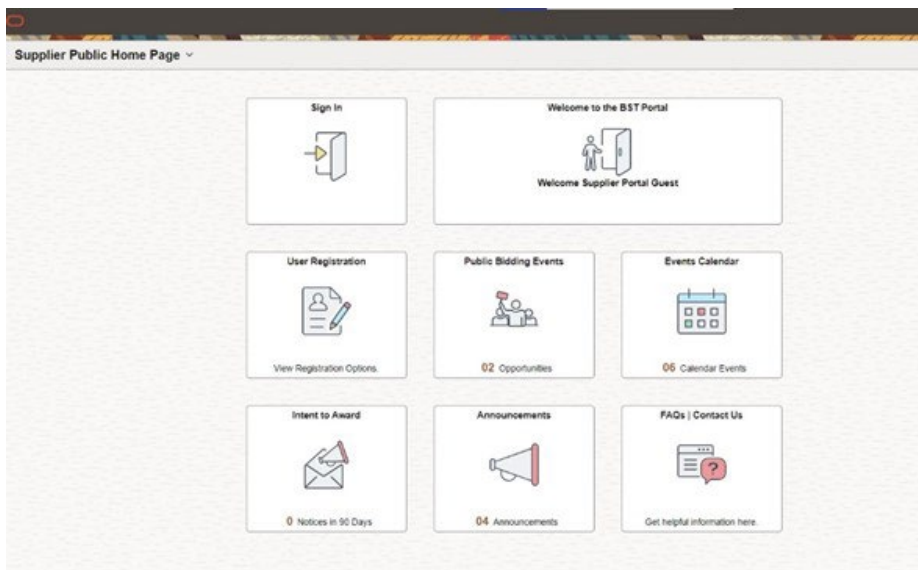 Supplier Public Home Page
Sign In
Welcome to the BST Portal
Welcome Supplier Portal Guest
User Registration
View Registration Options.
Public Bidding Events
02 Opportunities
Events Calendar
06 Calendar Events
Intent to Award
0 Notices in 90 Days
Announcements
04 Announcements
FAQs | Contact Us
?
Get helpful information here.